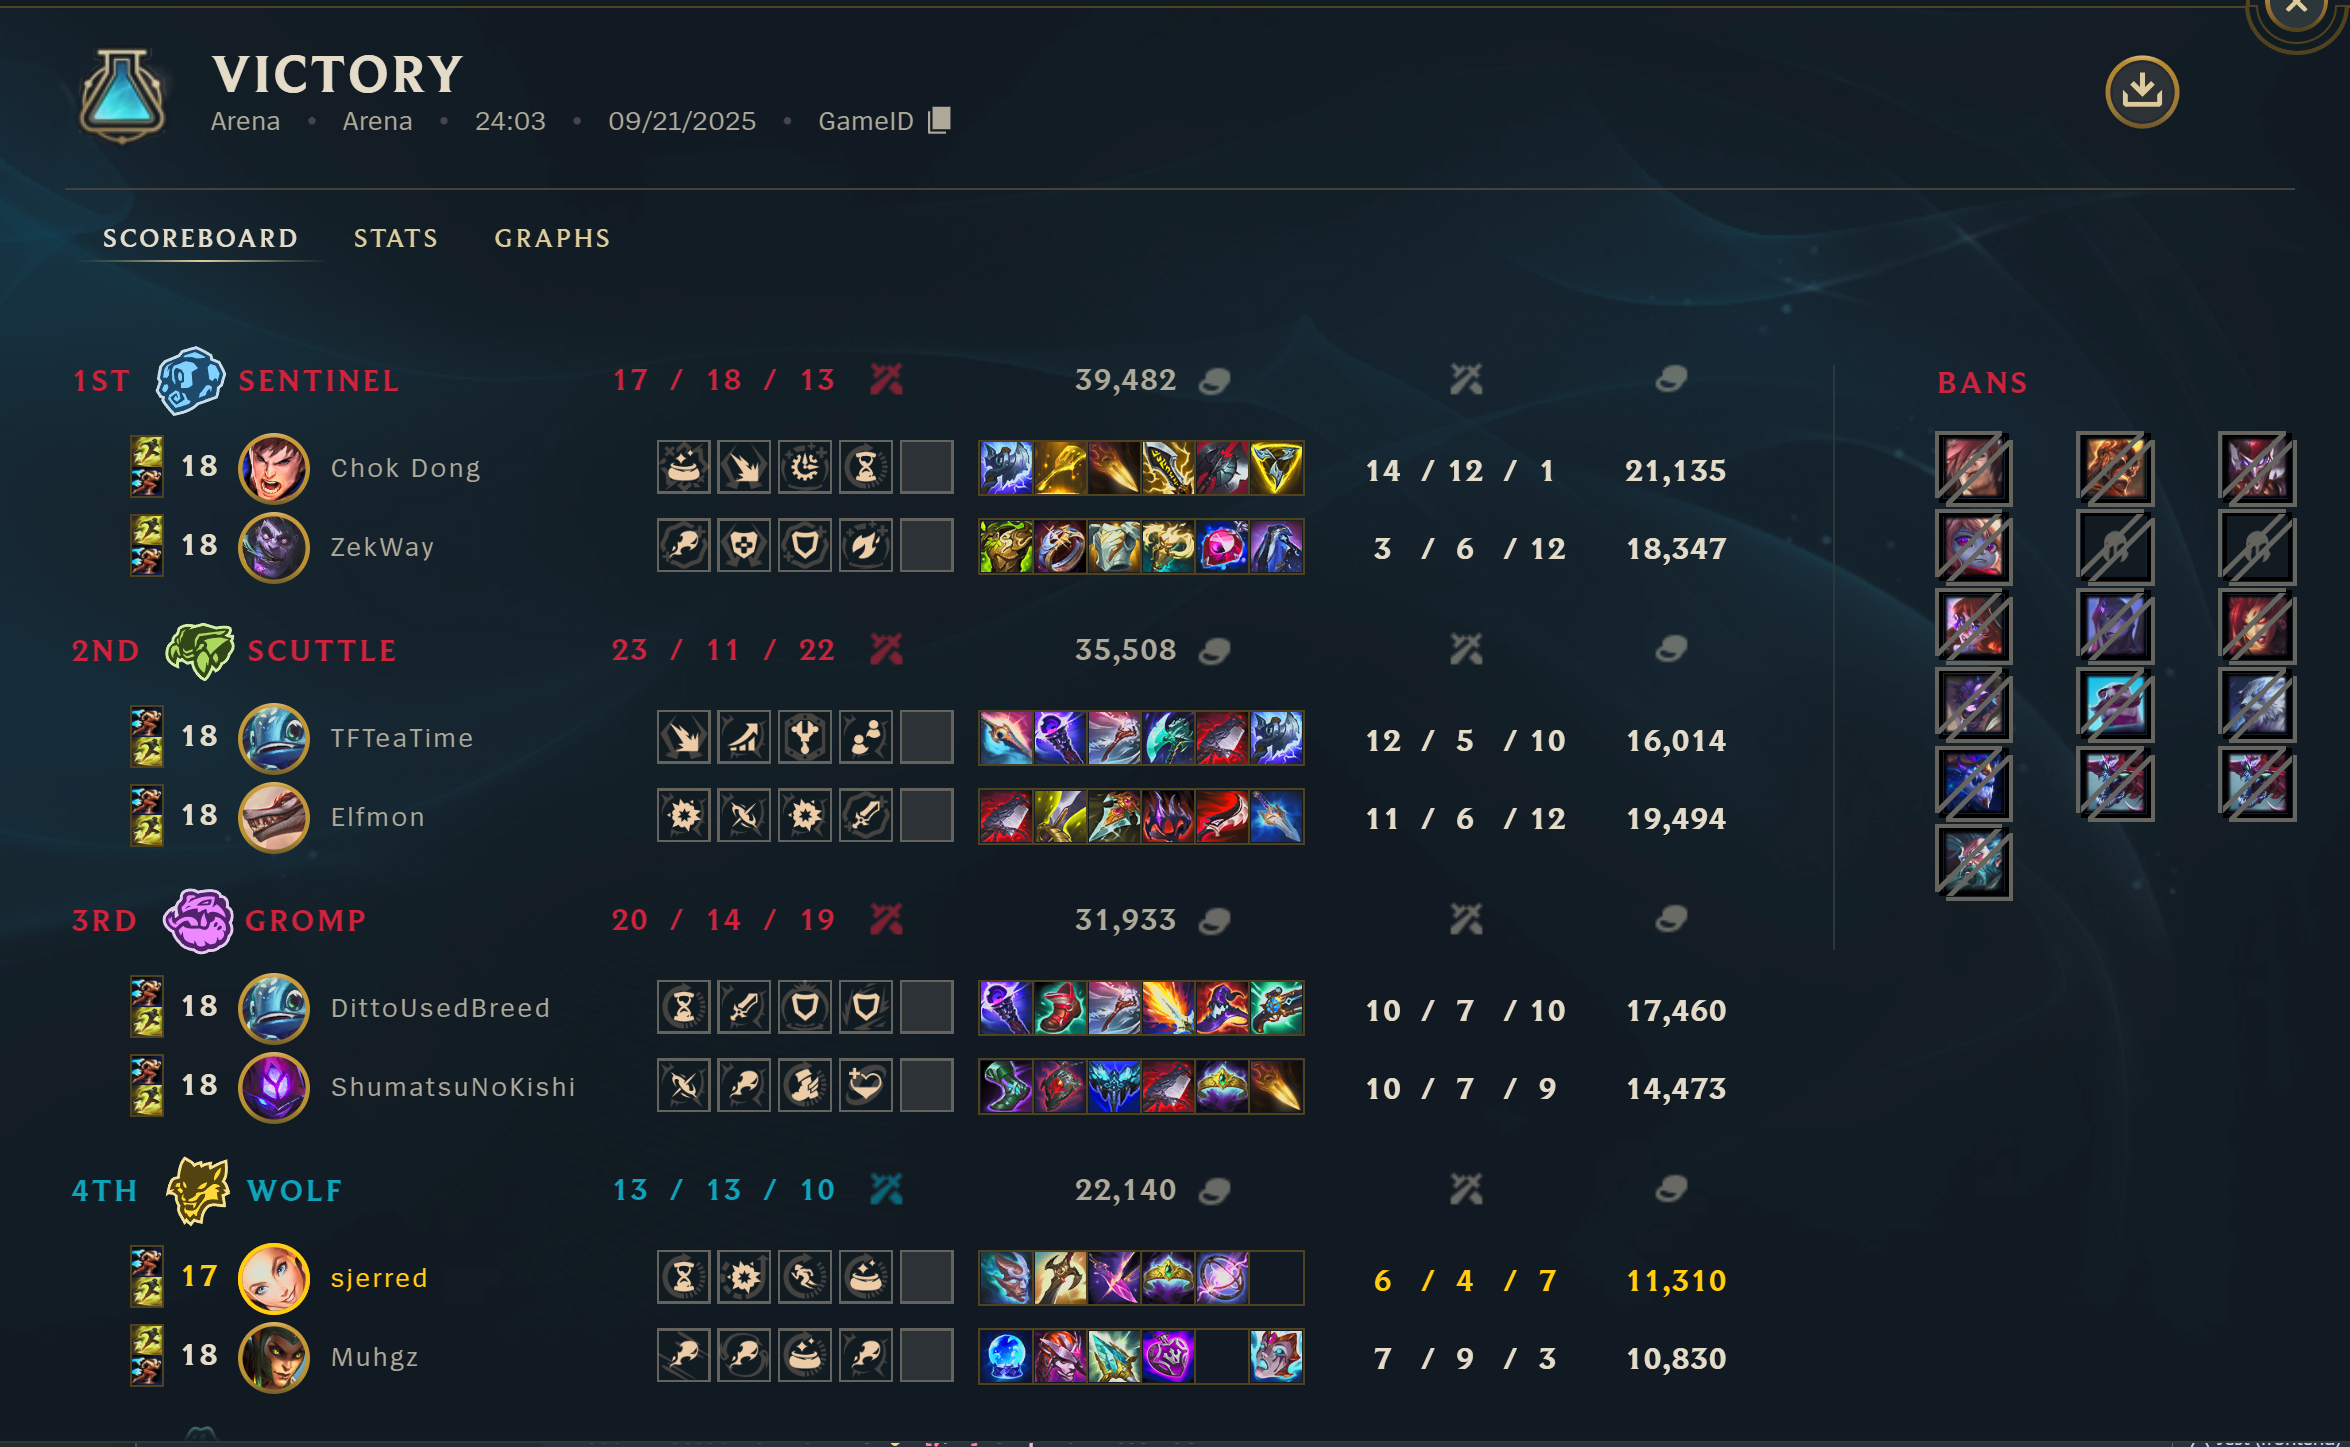 VICTORY
Arena • Arena • 24:03 • 09/21/2025 • GameID
SCOREBOARD STATS GRAPHS
1ST SENTINEL 17 / 18 / 13 39,482
BANS
18 Chok Dong 14 / 12 / 1 21,135
18 ZekWay 3 / 6 / 12 18,347
2ND SCUTTLE 23 / 11 / 22 35,508
18 TFTeaTime 12 / 5 / 10 16,014
18 Elfmon 11 / 6 / 12 19,494
3RD GROMP 20 / 14 / 19 31,933
18 DittoUsedBreed 10 / 7 / 10 17,460
18 ShumatsuNoKishi 10 / 7 / 9 14,473
4TH WOLF 13 / 13 / 10 22,140
17 sjerred 6 / 4 / 7 11,310
18 Muhgz 7 / 9 / 3 10,830